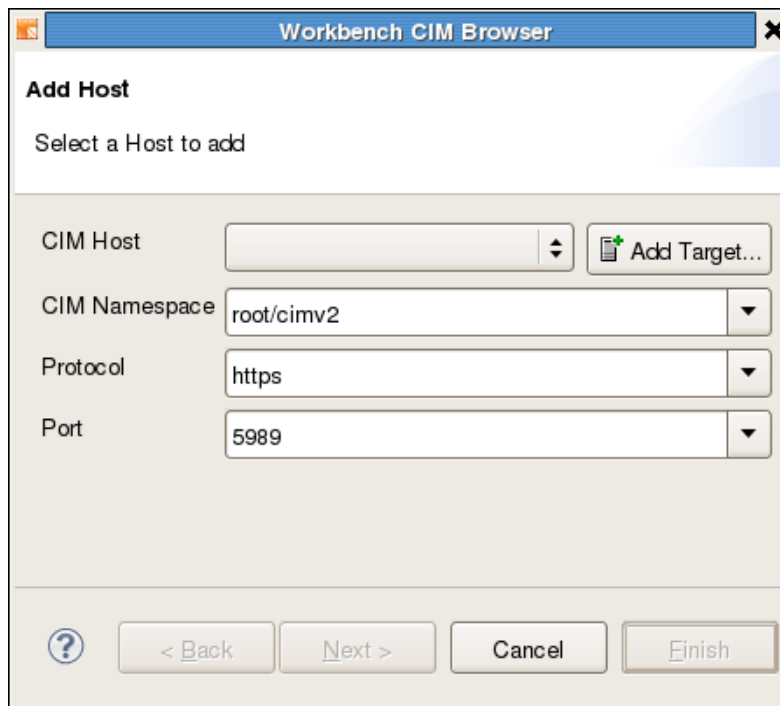 Workbench CIM Browser
Add Host
Select a Host to add
CIM Host
Add Target...
CIM Namespace root/cimv2
Protocol https
Port 5989
? < Back Next > Cancel Finish